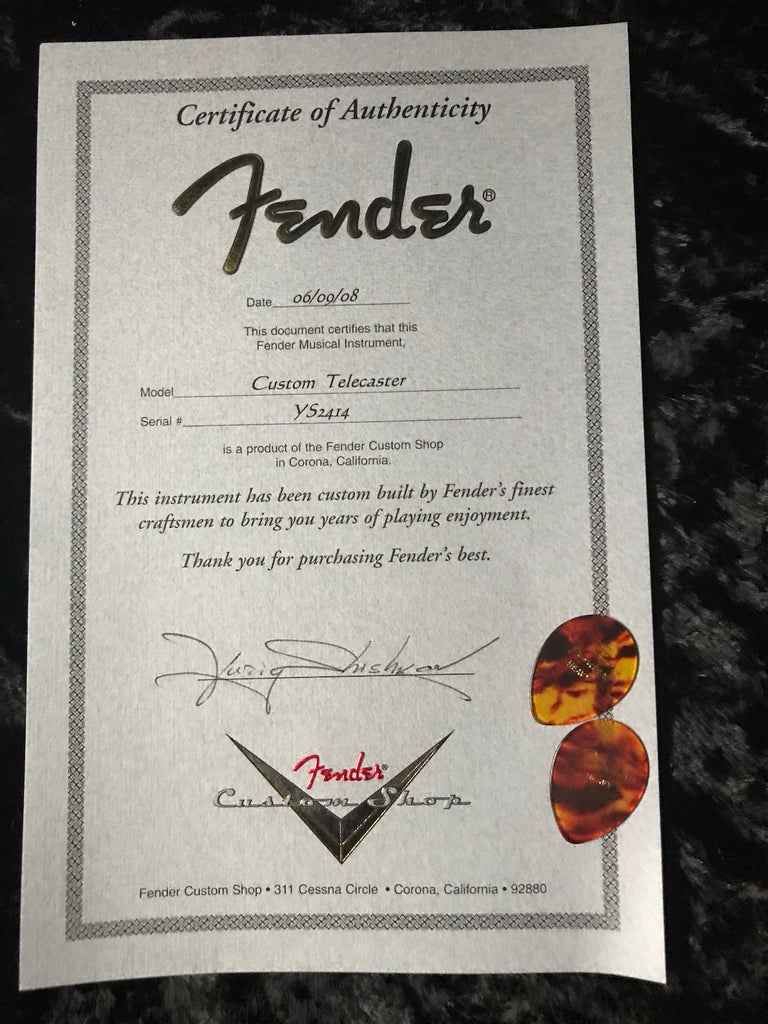 Certificate of Authenticity
Fender®
Date 06/09/08
This document certifies that this
Fender Musical Instrument,
Model Custom Telecaster
Serial # YS2414
is a product of the Fender Custom Shop
in Corona, California.
This instrument has been custom built by Fender's finest
craftsmen to bring you years of playing enjoyment.
Thank you for purchasing Fender's best.
Yuriy Shishkov
Fender®
Custom Shop
Fender Custom Shop • 311 Cessna Circle • Corona, California • 92880